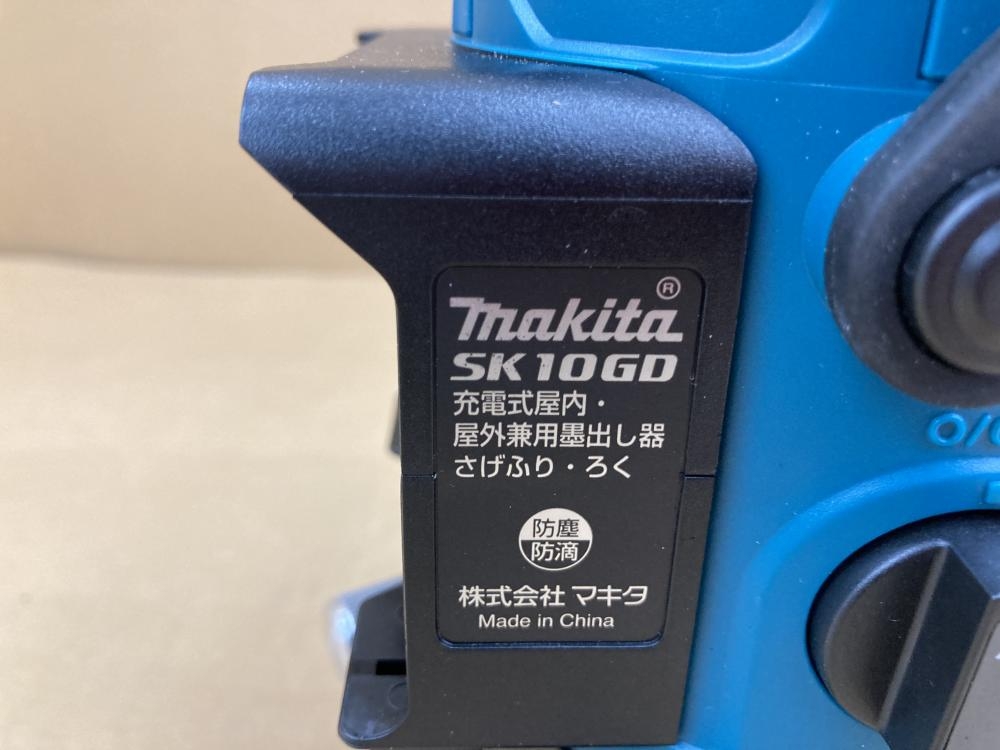 makita®
SK10GD
充電式屋内・
屋外兼用墨出し器
さげふり・ろく
防塵
防滴
株式会社 マキタ
Made in China